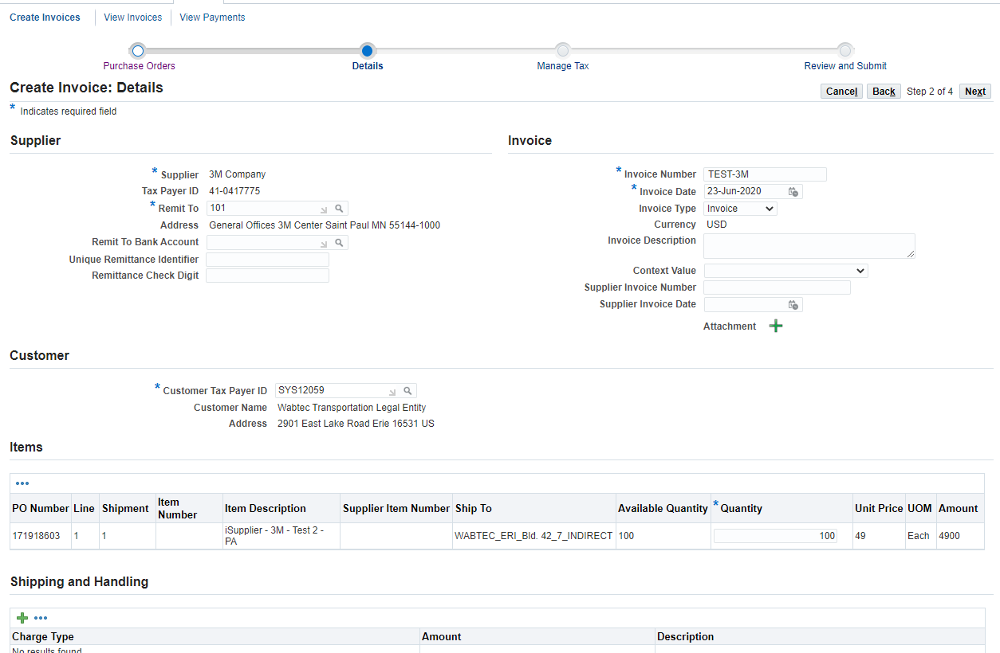 Create Invoices View Invoices View Payments
Purchase Orders Details Manage Tax Review and Submit
Create Invoice: Details
Cancel Back Step 2 of 4 Next
* Indicates required field
Supplier
* Supplier 3M Company
Tax Payer ID 41-0417775
* Remit To 101
Address General Offices 3M Center Saint Paul MN 55144-1000
Remit To Bank Account
Unique Remittance Identifier
Remittance Check Digit
Invoice
* Invoice Number TEST-3M
* Invoice Date 23-Jun-2020
Invoice Type Invoice
Currency USD
Invoice Description
Context Value
Supplier Invoice Number
Supplier Invoice Date
Attachment
Customer
* Customer Tax Payer ID SYS12059
Customer Name Wabtec Transportation Legal Entity
Address 2901 East Lake Road Erie 16531 US
Items
PO Number Line Shipment Item Number Item Description Supplier Item Number Ship To Available Quantity * Quantity Unit Price UOM Amount
171918603 1 1 iSupplier - 3M - Test 2 - PA WABTEC_ERI_Bld. 42_7_INDIRECT 100 100 49 Each 4900
Shipping and Handling
Charge Type Amount Description
No results found